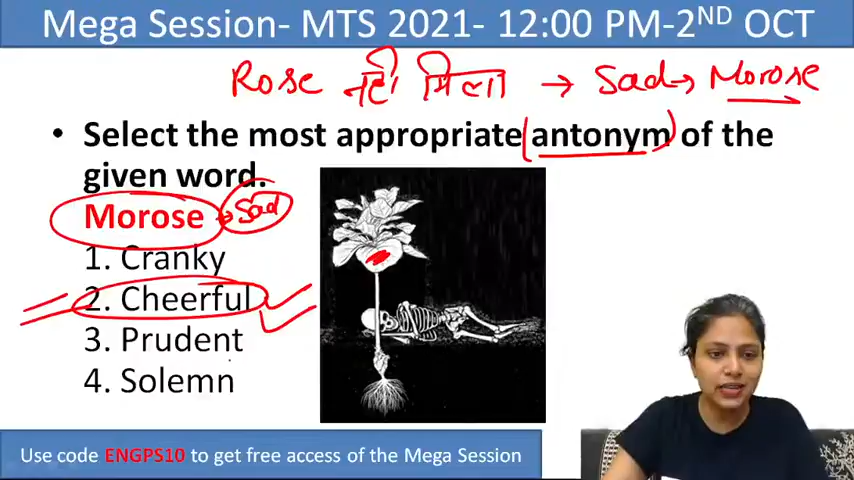 Mega Session- MTS 2021- 12:00 PM-2ND OCT
Rose नही मिला → Sad → Morose
• Select the most appropriate (antonym) of the
given word.
Morose → Sad
1. Cranky
2. Cheerful
3. Prudent
4. Solemn
Use code ENGPS10 to get free access of the Mega Session